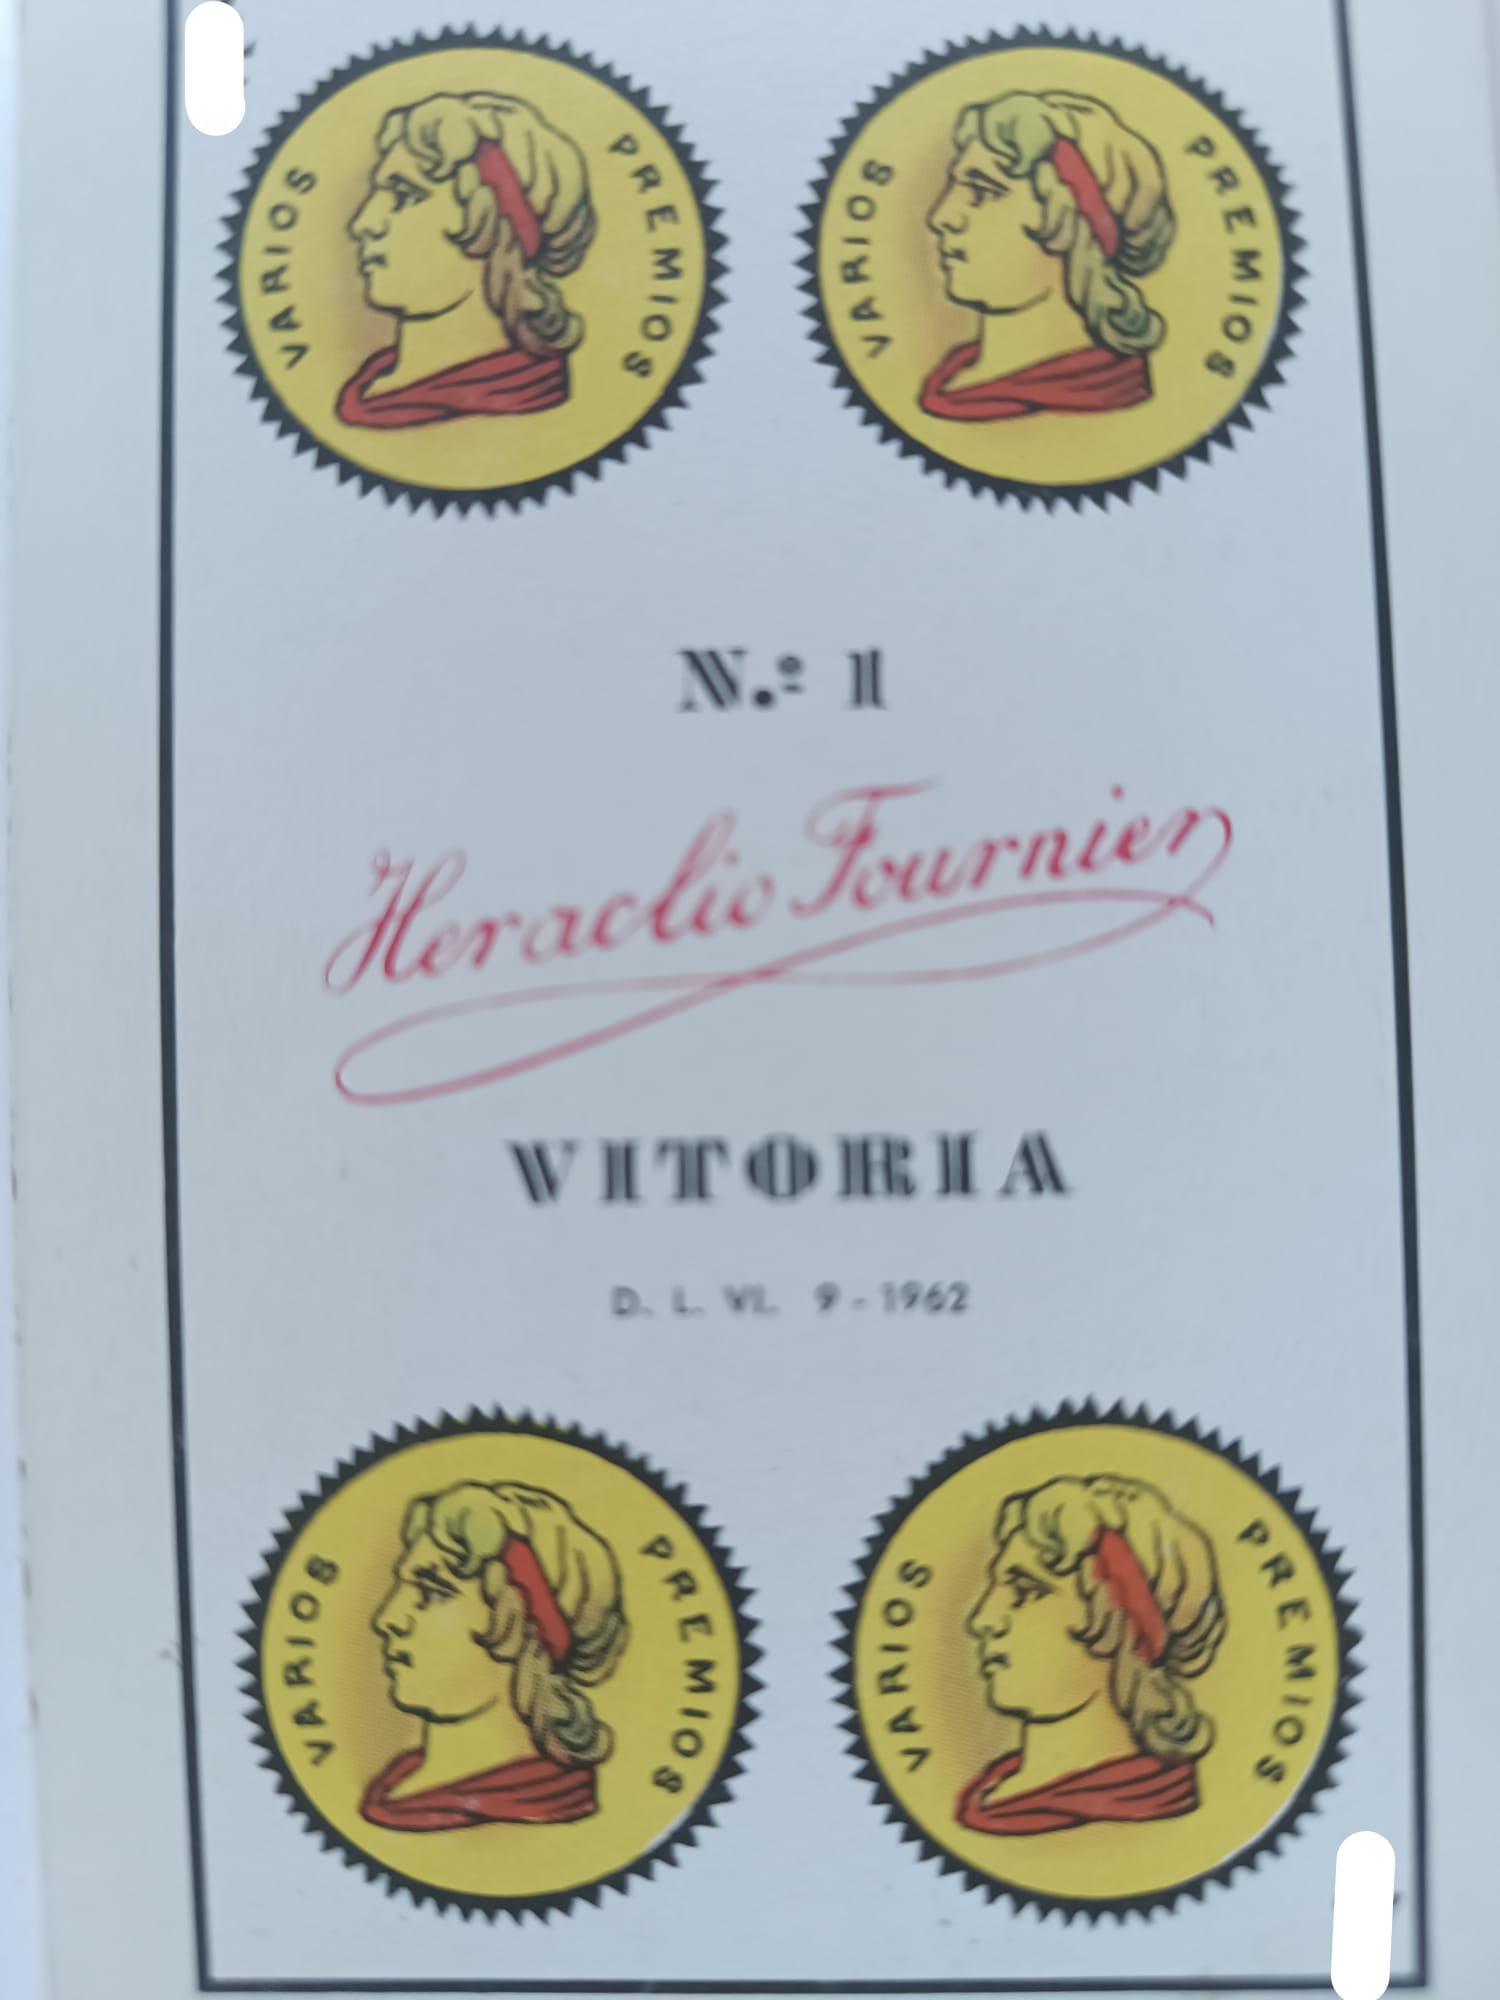 VARIOS PREMIOS
VARIOS PREMIOS
N.º 1
Heraclio Fournier
VITORIA
D. L. VI. 9 - 1962
VARIOS PREMIOS
VARIOS PREMIOS